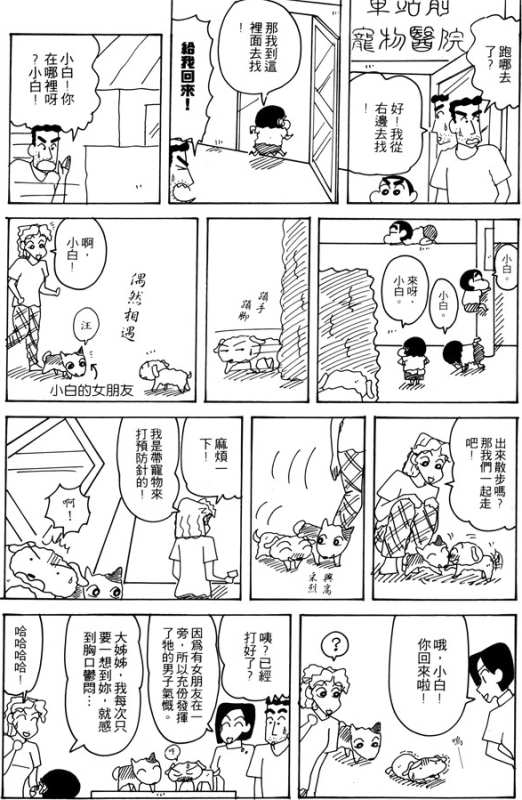 車站前
寵物醫院
跑哪去
了?
好!我從
右邊去找
!
那我到這
裡面去找
!
給我回來!
小白!你
在哪裡呀
?小白!
小白。
小白。
來呀,
小白。
躡手
躡腳
偶然相遇
啊,
小白!
汪
小白的女朋友
出來散步嗎?
那我們一起走
吧!
興高
采烈
麻煩一
下!
我是帶寵物來
打預防針的!
啊!
哦,小白!
你回來啦!
?
嗚
咦?已經
打好了?
因為有女朋友在一
旁,所以充份發揮
了牠的男子氣慨。
大姊姊,我每次只
要一想到妳,就感
到胸口鬱悶…
哈哈哈哈!